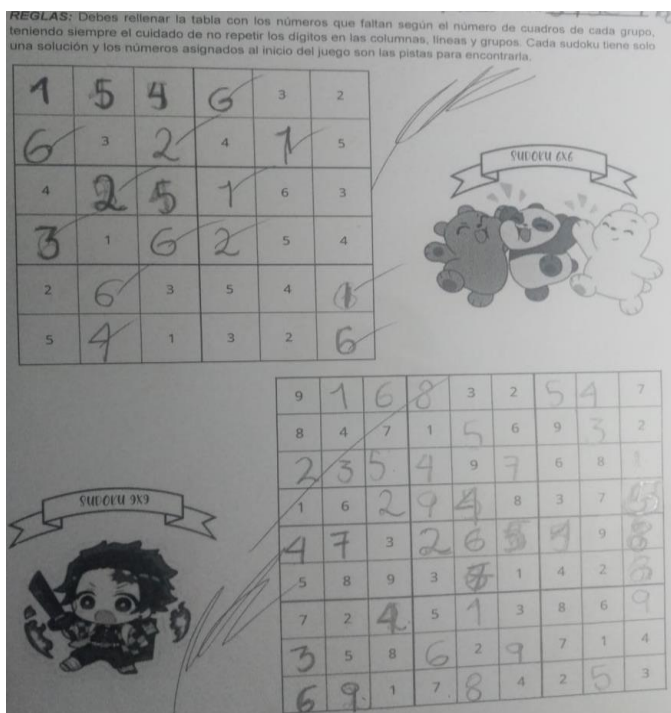 REGLAS: Debes rellenar la tabla con los números que faltan según el número de cuadros de cada grupo,
teniendo siempre el cuidado de no repetir los dígitos en las columnas, líneas y grupos. Cada sudoku tiene solo
una solución y los números asignados al inicio del juego son las pistas para encontrarla.
1 5 4 6 3 2
6 3 2 4 1 5
4 2 5 1 6 3
3 1 6 2 5 4
2 6 3 5 4 1
5 4 1 3 2 6
SUDOKU 6X6
9 1 6 8 3 2 5 4 7
8 4 7 1 5 6 9 3 2
2 3 5 4 9 7 6 8 1
1 6 2 9 4 8 3 7
4 7 3 2 6 9
5 8 9 3 1 4 2
7 2 4 5 1 3 8 6 9
3 5 8 6 2 9 7 1 4
6 9 1 7 8 4 2 5 3
SUDOKU 9X9